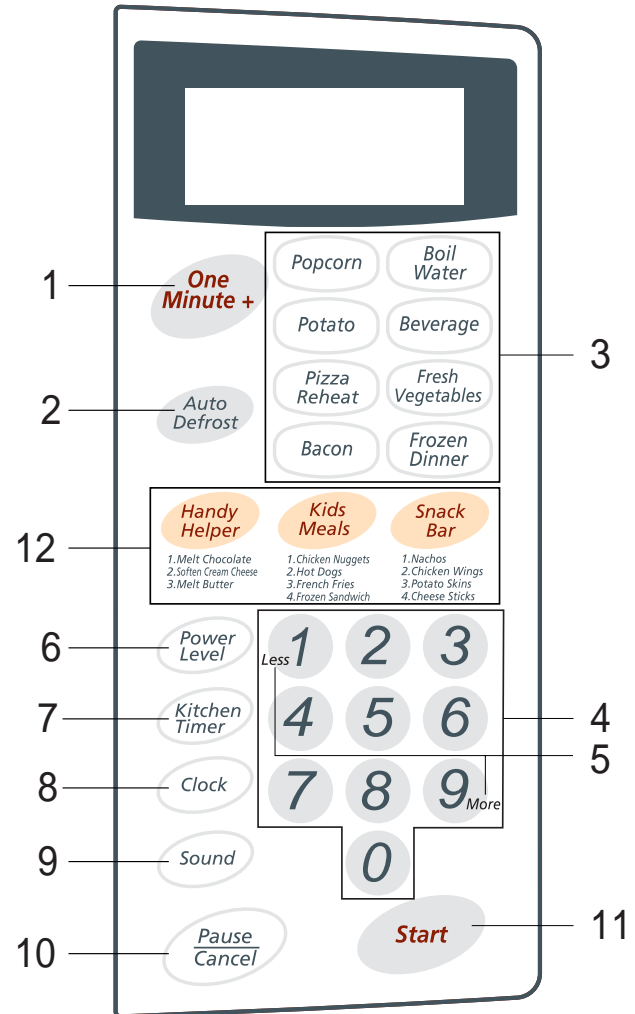 1
One
Minute +
Popcorn
Boil
Water
Potato
Beverage
3
2
Auto
Defrost
Pizza
Reheat
Fresh
Vegetables
Bacon
Frozen
Dinner
12
Handy
Helper
1.Melt Chocolate
2.Soften Cream Cheese
3.Melt Butter
Kids
Meals
1.Chicken Nuggets
2.Hot Dogs
3.French Fries
4.Frozen Sandwich
Snack
Bar
1.Nachos
2.Chicken Wings
3.Potato Skins
4.Cheese Sticks
6
Power
Level
Less
1 2 3
7
Kitchen
Timer
4 5 6
4
5
8
Clock
7 8 9
More
9
Sound
0
10
Pause
Cancel
Start
11